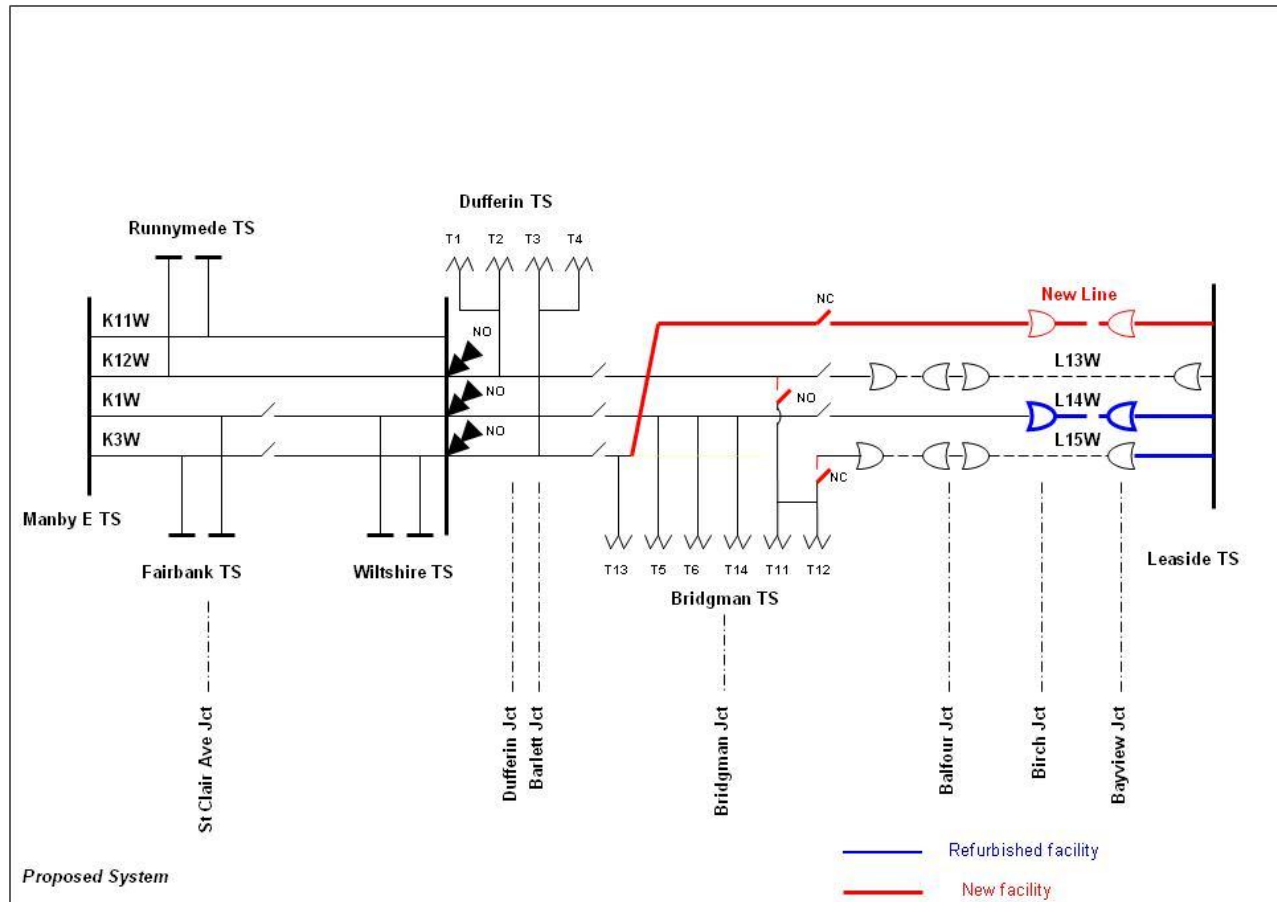 Dufferin TS
Runnymede TS
T1
T2
T3
T4
New Line
NC
K11W
NO
K12W
L13W
K1W
NO
NO
L14W
K3W
NO
L15W
NC
Manby E TS
Fairbank TS
Wiltshire TS
T13
T5
T6
T14
T11
T12
Bridgman TS
Leaside TS
St Clair Ave Jct
Dufferin Jct
Barlett Jct
Bridgman Jct
Balfour Jct
Birch Jct
Bayview Jct
Refurbished facility
New facility
Proposed System